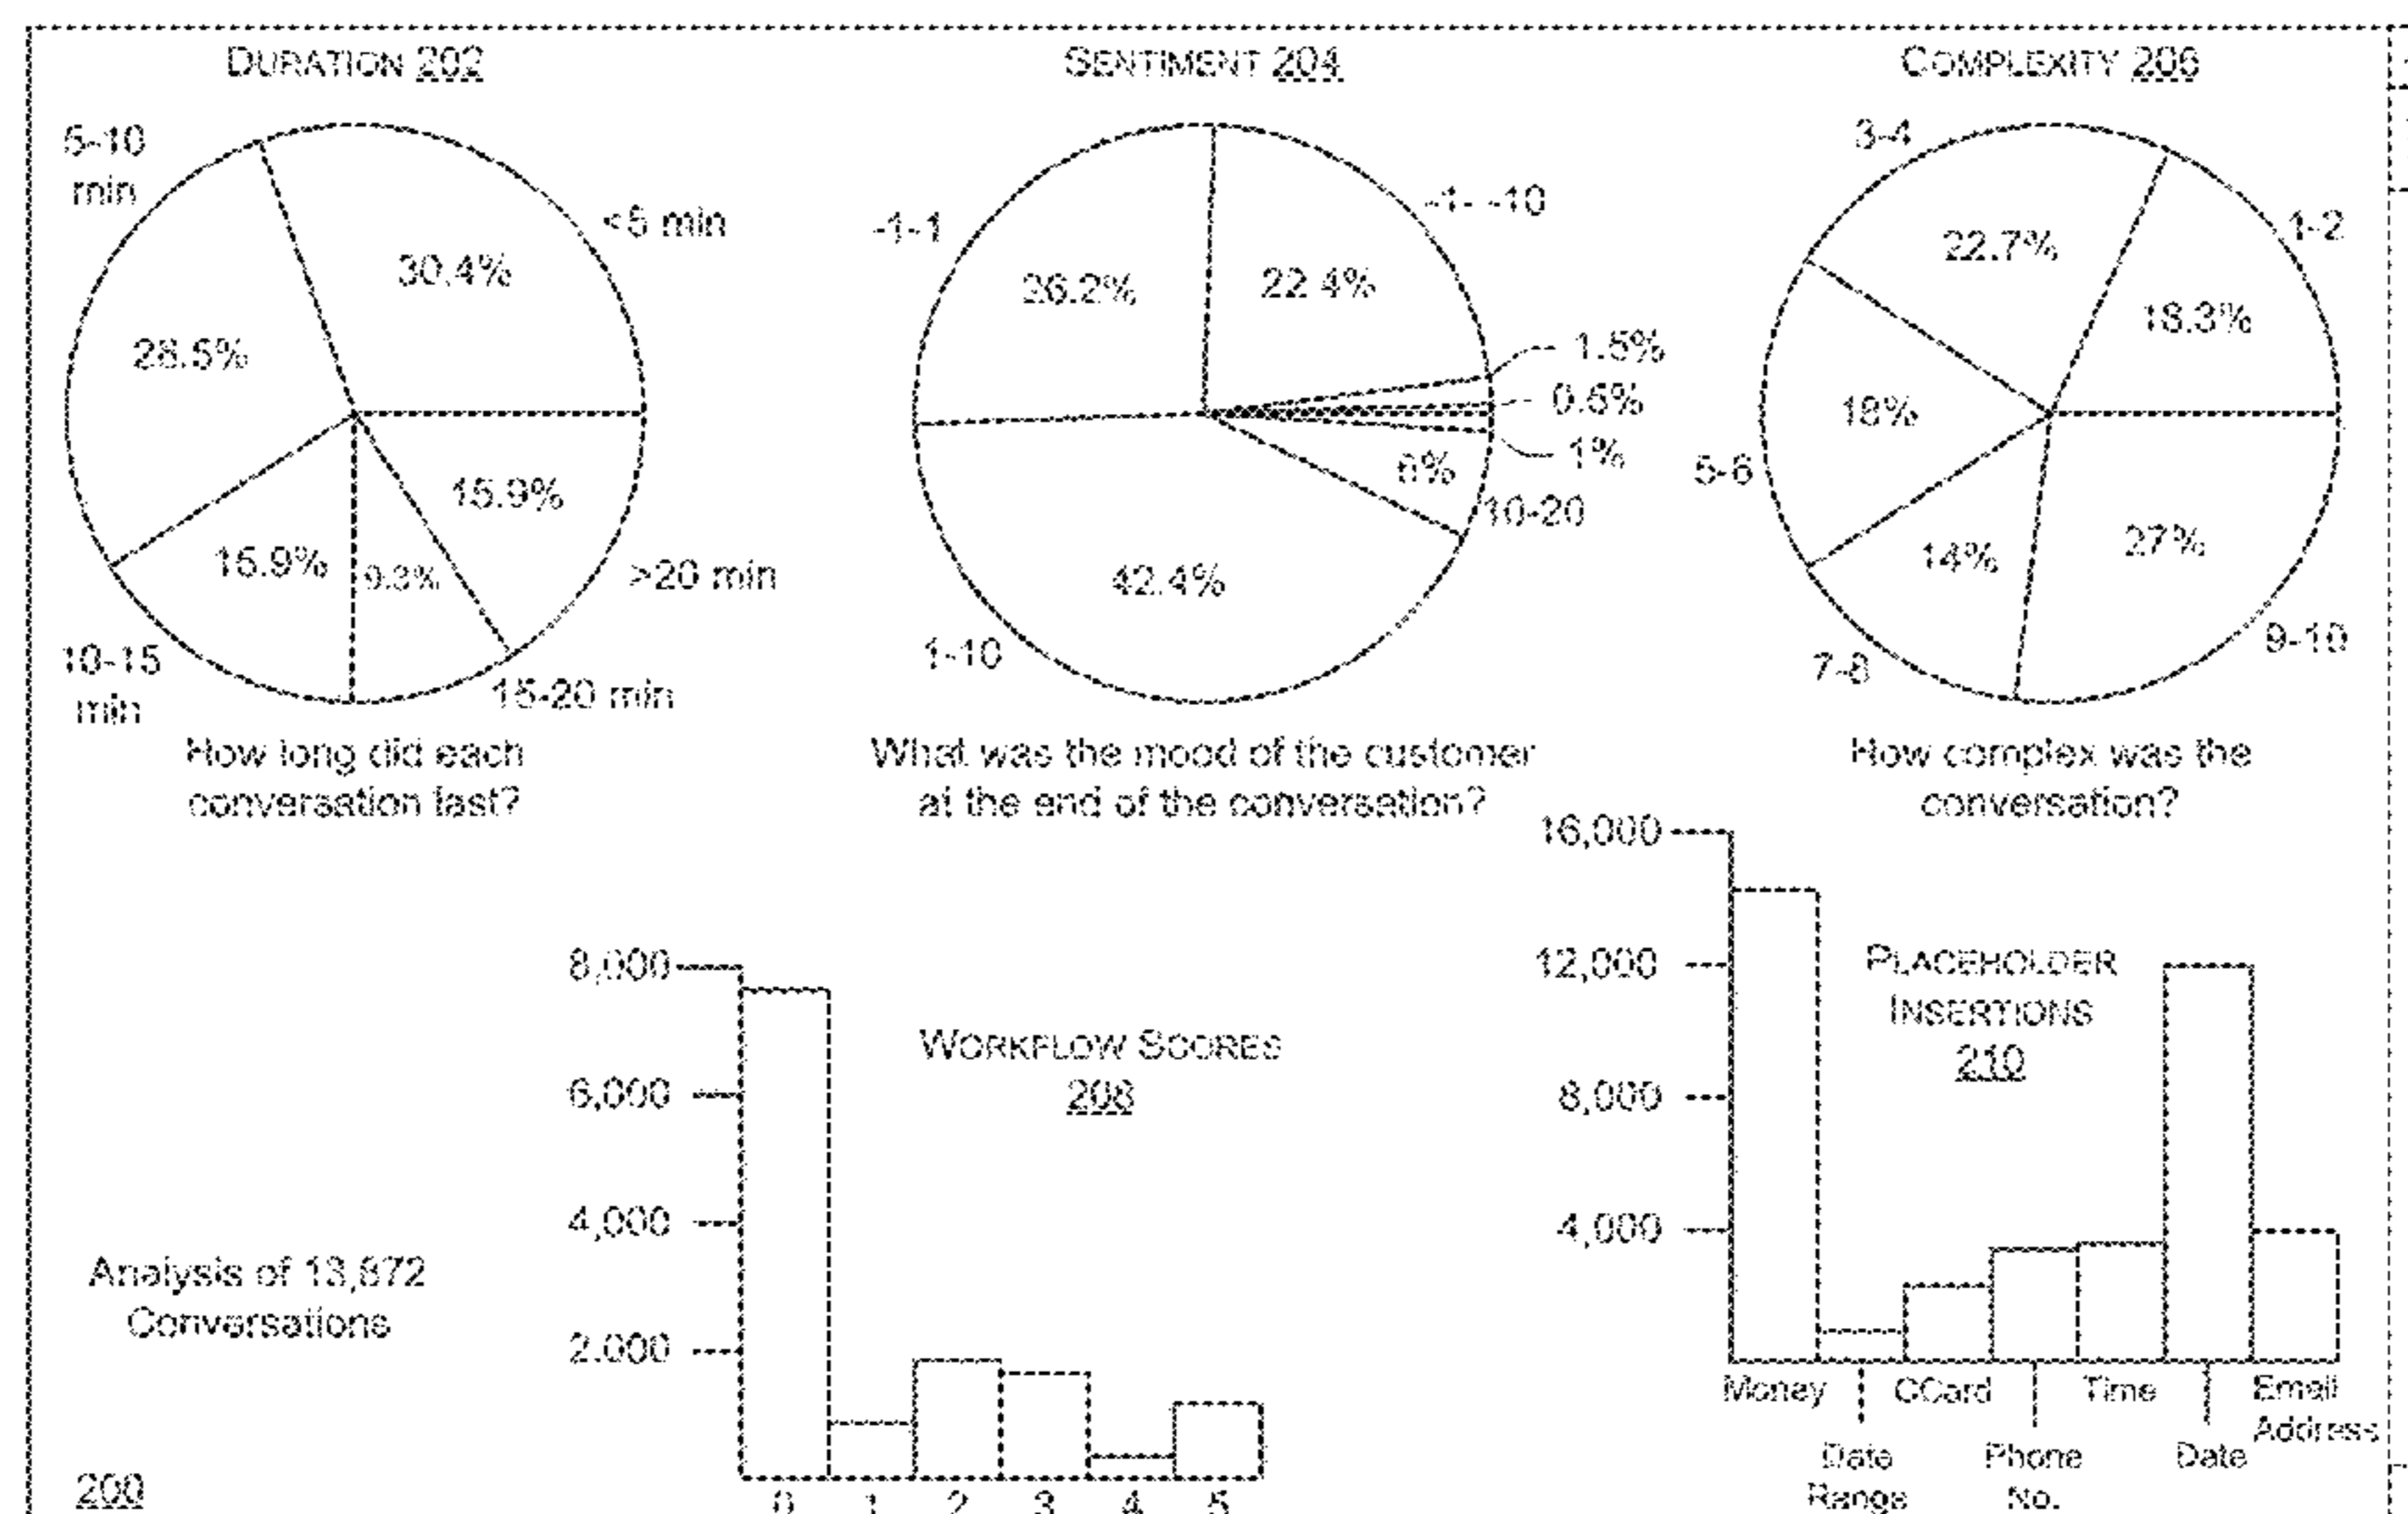 DURATION 202
5-10
min
<5 min
30.4%
28.5%
15.9%
15.9%
9.3%
>20 min
10-15
min
15-20 min
How long did each
conversation last?
SENTIMENT 204
-1-1
-1- -10
26.2%
22.4%
1.5%
0.5%
1%
6%
10-20
42.4%
1-10
What was the mood of the customer
at the end of the conversation?
COMPLEXITY 206
3-4
1-2
22.7%
18.3%
18%
5-6
14%
27%
7-8
9-10
How complex was the
conversation?
Analysis of 13,872
Conversations
200
8,000
6,000
4,000
2.000
WORKFLOW SCORES
208
0 1 2 3 4 5
16,000
12,000
8,000
4,000
PLACEHOLDER
INSERTIONS
210
Money
Date
Range
CCard
Phone
No.
Time
Date
Email
Address